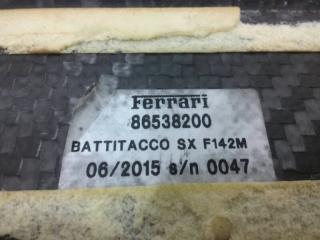 Ferrari
86538200
BATTITACCO SX F142M
06/2015 s/n 0047